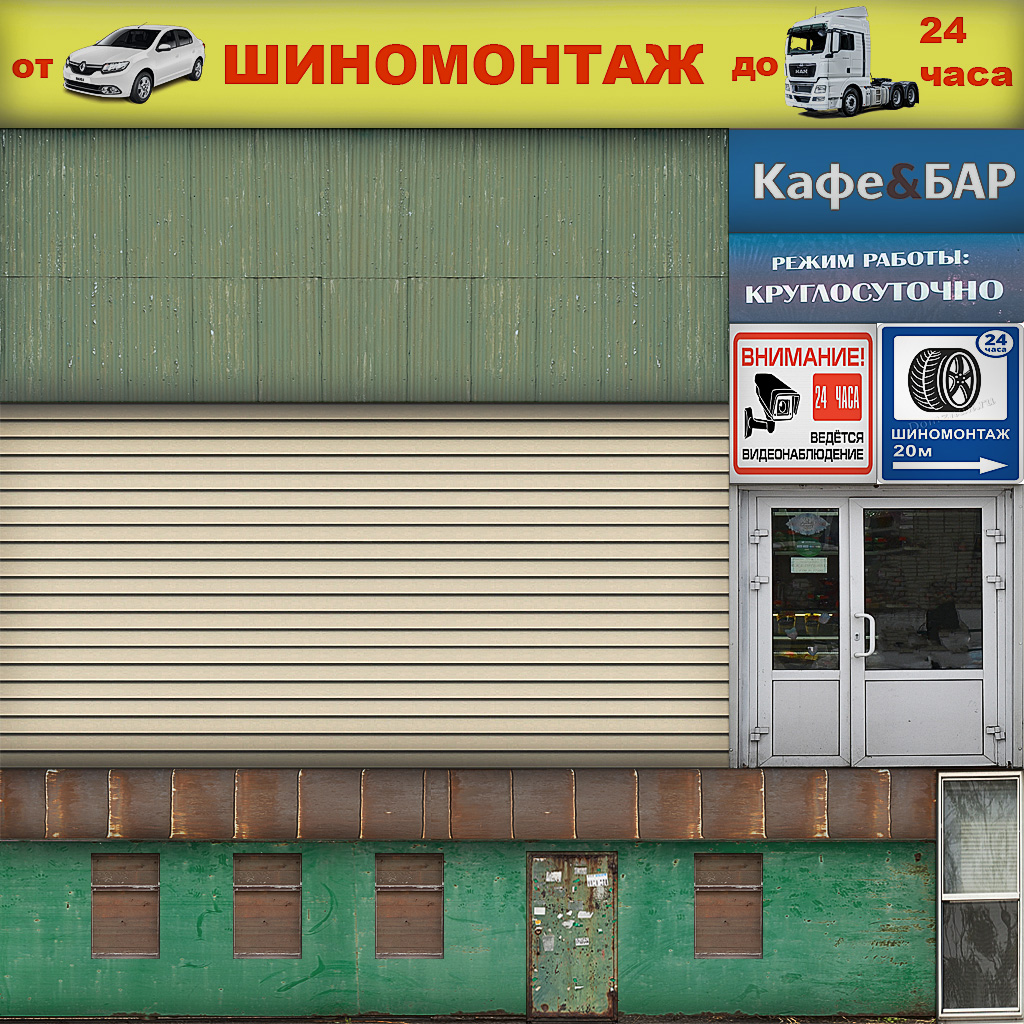 от ШИНОМОНТАЖ до 24 часа
Кафе&БАР
РЕЖИМ РАБОТЫ:
КРУГЛОСУТОЧНО
ВНИМАНИЕ!
24 ЧАСА
ВЕДЁТСЯ
ВИДЕОНАБЛЮДЕНИЕ
24
часа
ШИНОМОНТАЖ
20м